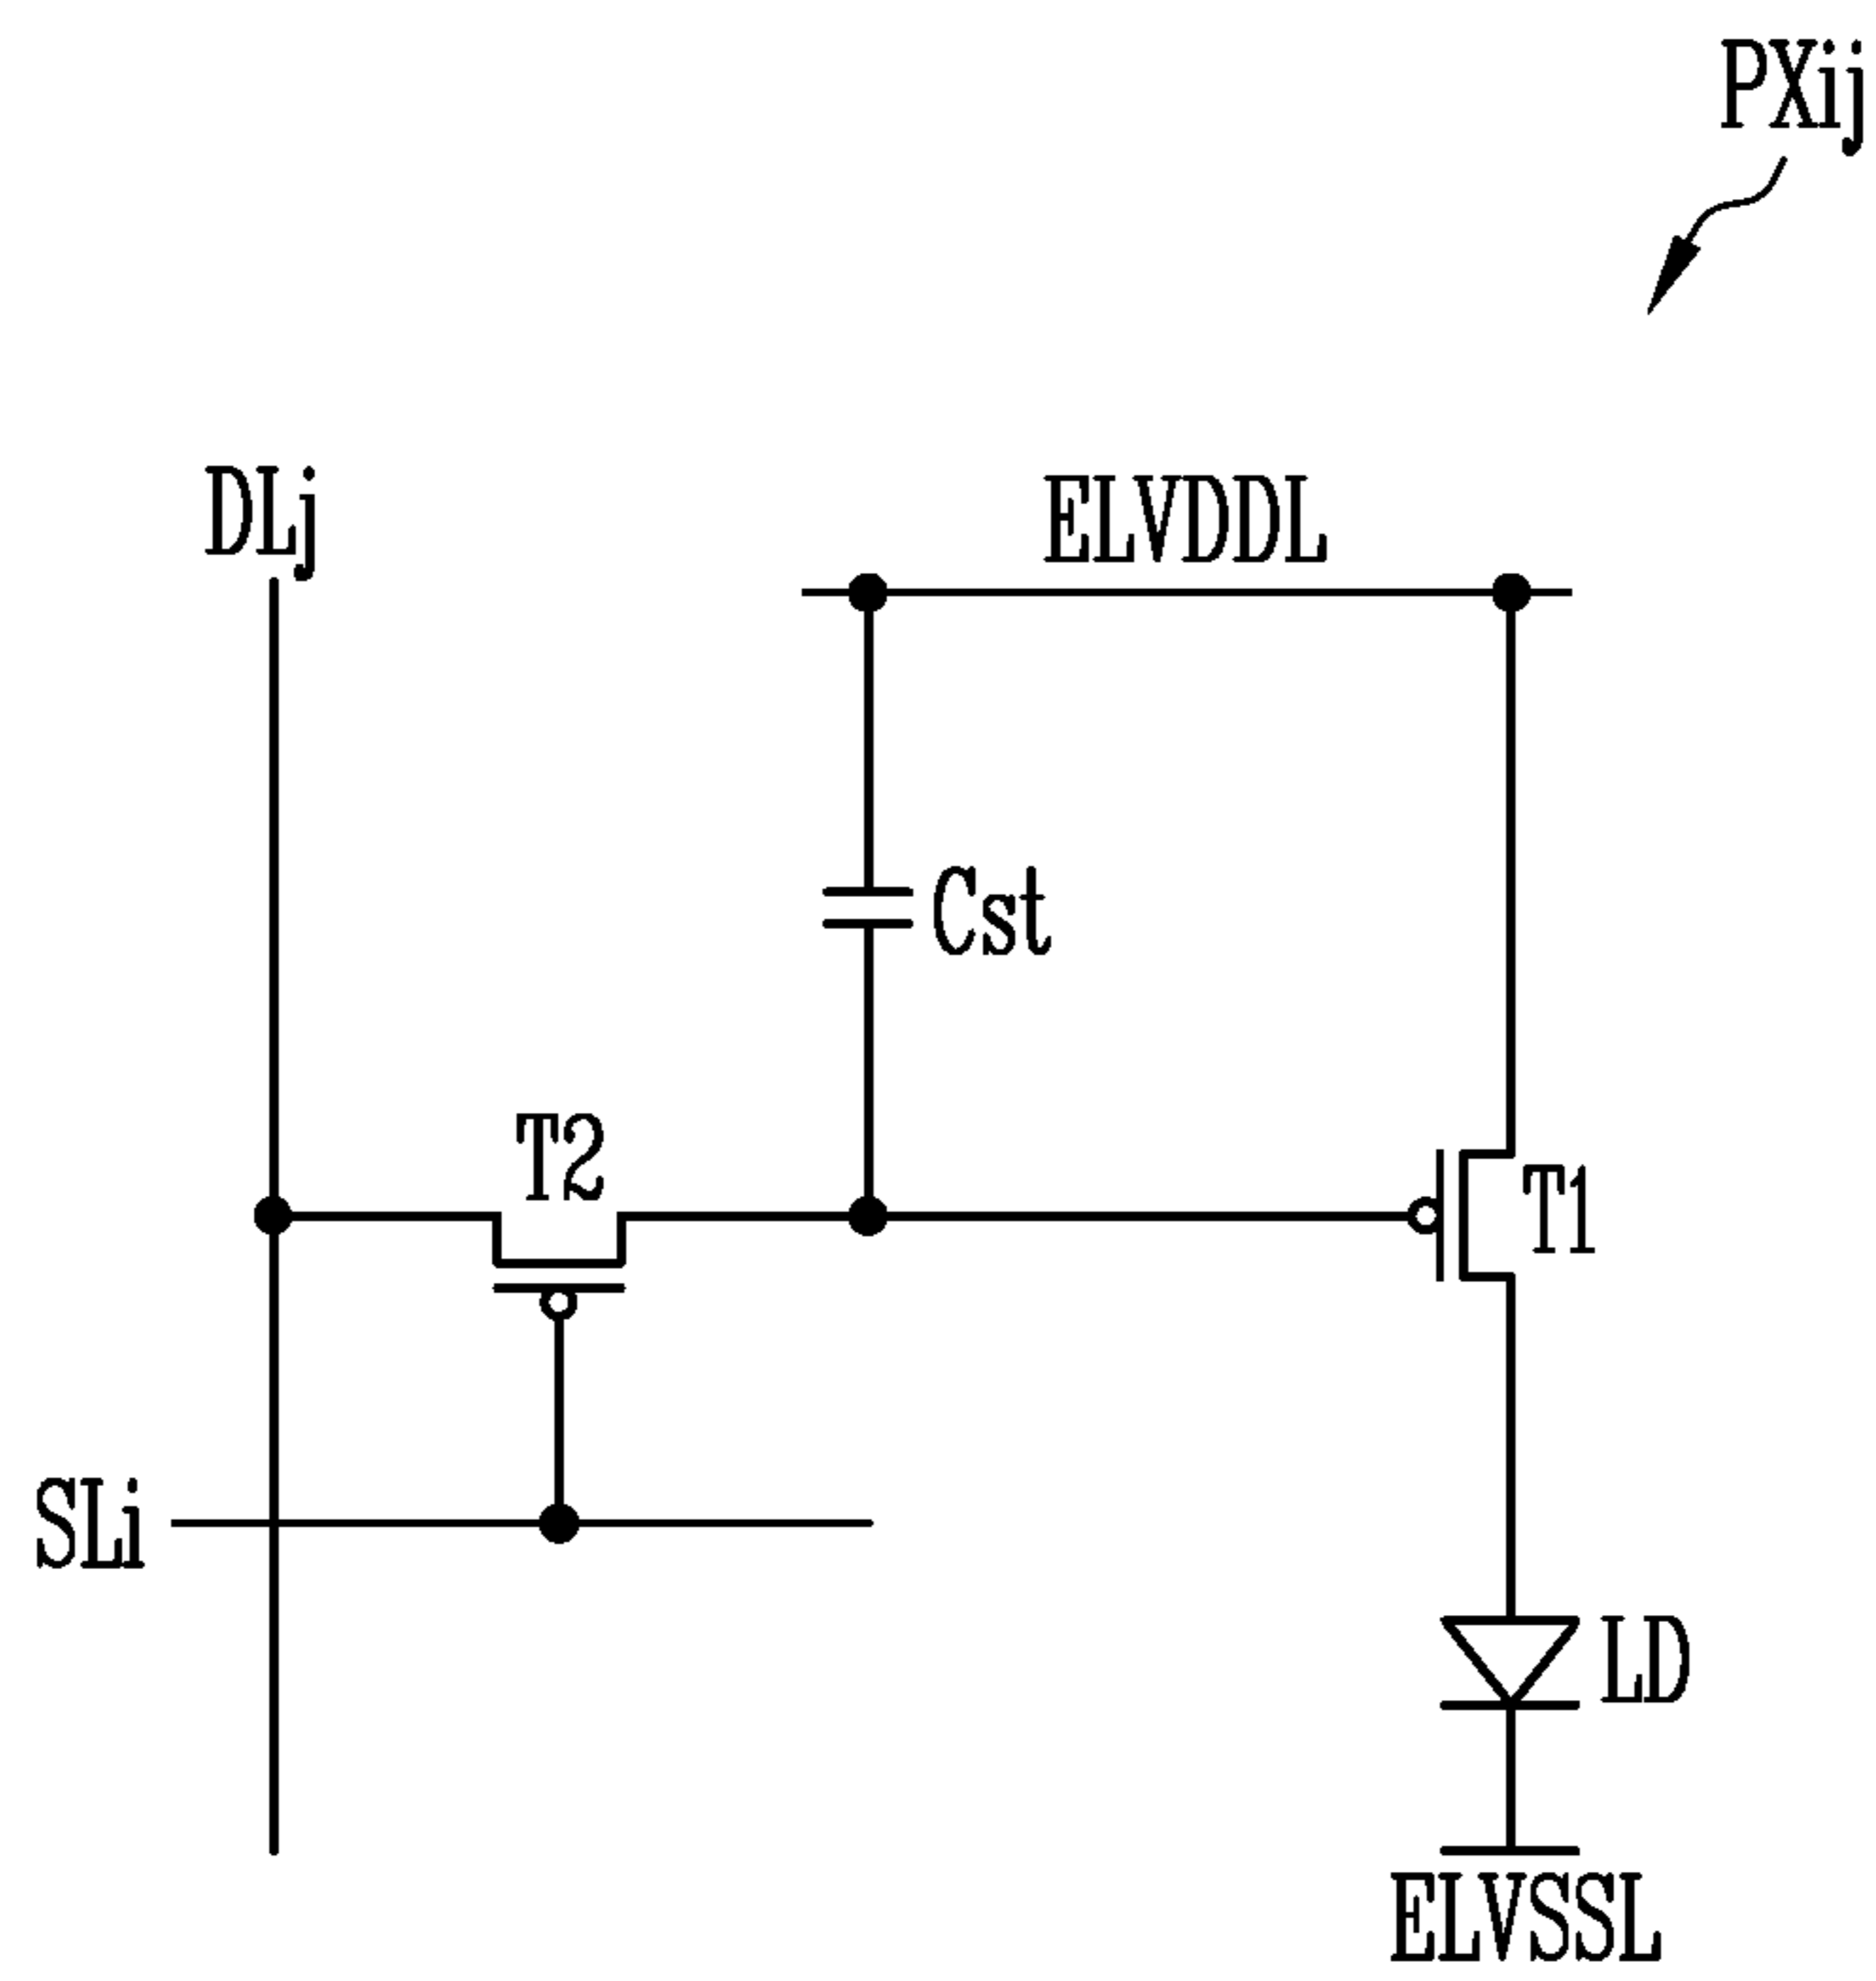 PXij
DLj
ELVDDL
Cst
T2
T1
SLi
LD
ELVSSL